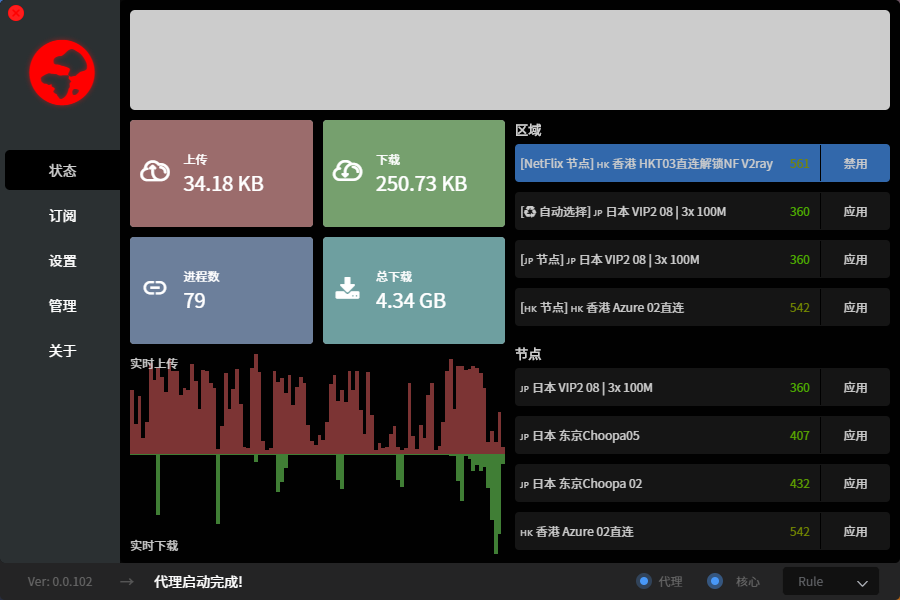 状态
订阅
设置
管理
关于
上传
34.18 KB
下载
250.73 KB
进程数
79
总下载
4.34 GB
实时上传
实时下载
区域
[NetFlix 节点] HK 香港 HKT03直连解锁NF V2ray 561 禁用
[♻ 自动选择] JP 日本 VIP2 08 | 3x 100M 360 应用
[JP 节点] JP 日本 VIP2 08 | 3x 100M 360 应用
[HK 节点] HK 香港 Azure 02直连 542 应用
节点
JP 日本 VIP2 08 | 3x 100M 360 应用
JP 日本 东京Choopa05 407 应用
JP 日本 东京Choopa 02 432 应用
HK 香港 Azure 02直连 542 应用
Ver: 0.0.102 → 代理启动完成! 代理 核心 Rule